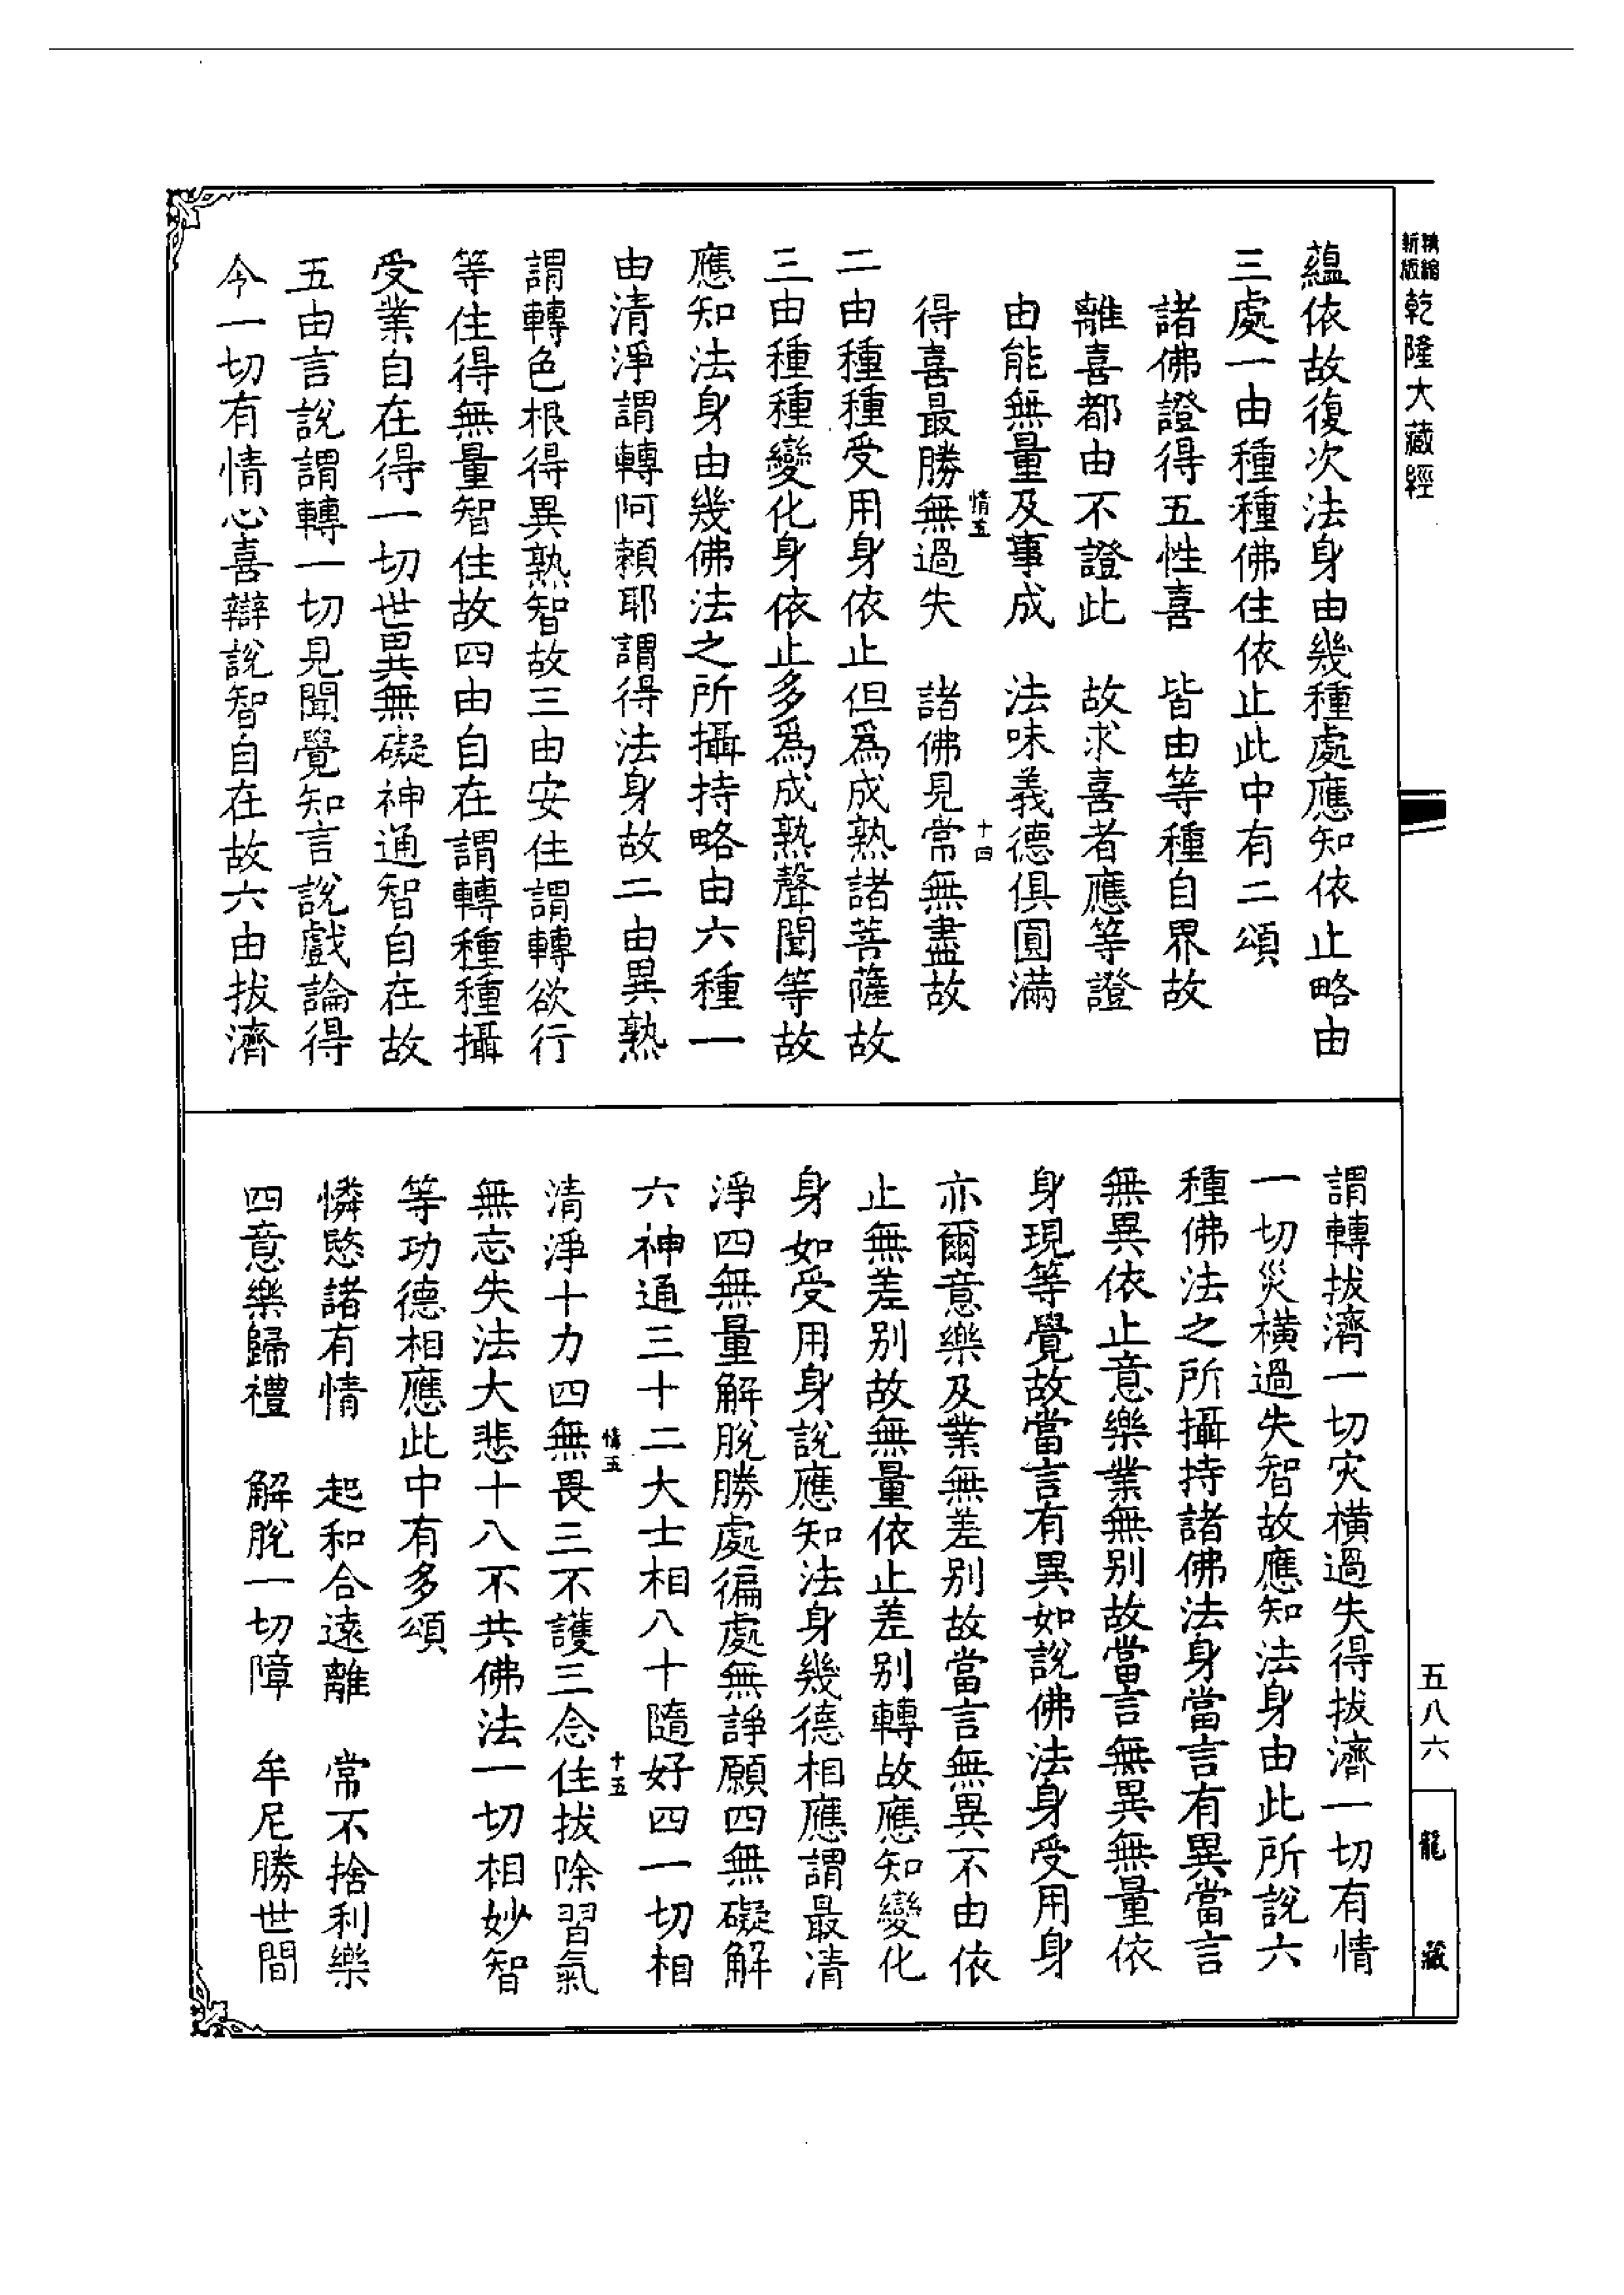 精縮新版乾隆大藏經
蘊依故復次法身由幾種處應知依止略由
三處一由種種佛住依止此中有二頌
諸佛證得五性喜　皆由等種自界故
離喜都由不證此　故求喜者應等證
由能無量及事成　法味義德俱圓滿
得喜最勝無過失　諸佛見常無盡故
情五
十四
二由種種受用身依止但爲成熟諸菩薩故
三由種種變化身依止多爲成熟聲聞等故
應知法身由幾佛法之所攝持略由六種一
由清淨謂轉阿賴耶謂得法身故二由異熟
謂轉色根得異熟智故三由安住謂轉欲行
等住得無量智住故四由自在謂轉種種攝
受業自在得一切世異無礙神通智自在故
五由言說謂轉一切見聞覺知言說戲論得
今一切有情心喜辯說智自在故六由拔濟
謂轉拔濟一切灾橫過失得拔濟一切有情
一切災橫過失智故應知法身由此所說六
種佛法之所攝持諸佛法身當言有異當言
無異依止意樂業無别故當言無異無量依
身現等覺故當言有異如說佛法身受用身
亦爾意樂及業無差别故當言無異不由依
止無差别故無量依止差别轉故應知變化
身如受用身說應知法身幾德相應謂最清
淨四無量解脫勝處徧處無諍願四無礙解
六神通三十二大士相八十隨好四一切相
情五
十五
清淨十力四無畏三不護三念住拔除習氣
無忘失法大悲十八不共佛法一切相妙智
等功德相應此中有多頌
憐愍諸有情　起和合遠離　常不捨利樂
四意樂歸禮　解脫一切障　牟尼勝世間
五八六
龍藏